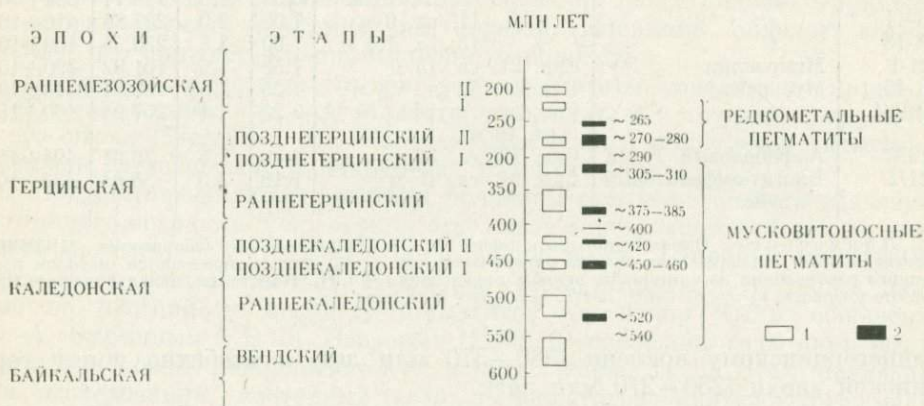 ЭПОХИ ЭТАПЫ МЛН ЛЕТ
РАННЕМЕЗОЗОЙСКАЯ II 200
I
250 ~265 РЕДКОМЕТАЛЬНЫЕ
ПОЗДНЕГЕРЦИНСКИЙ II ~270–280 ПЕГМАТИТЫ
ПОЗДНЕГЕРЦИНСКИЙ I 200 ~290
~305–310
ГЕРЦИНСКАЯ 350
РАННЕГЕРЦИНСКИЙ ~375–385
400 ~400
ПОЗДНЕКАЛЕДОНСКИЙ II ~420 МУСКОВИТОНОСНЫЕ
ПОЗДНЕКАЛЕДОНСКИЙ I 450 ~450–460 ПЕГМАТИТЫ
КАЛЕДОНСКАЯ
РАННЕКАЛЕДОНСКИЙ 500
~520
550 ~540 1 2
ВЕНДСКИЙ
БАЙКАЛЬСКАЯ 600